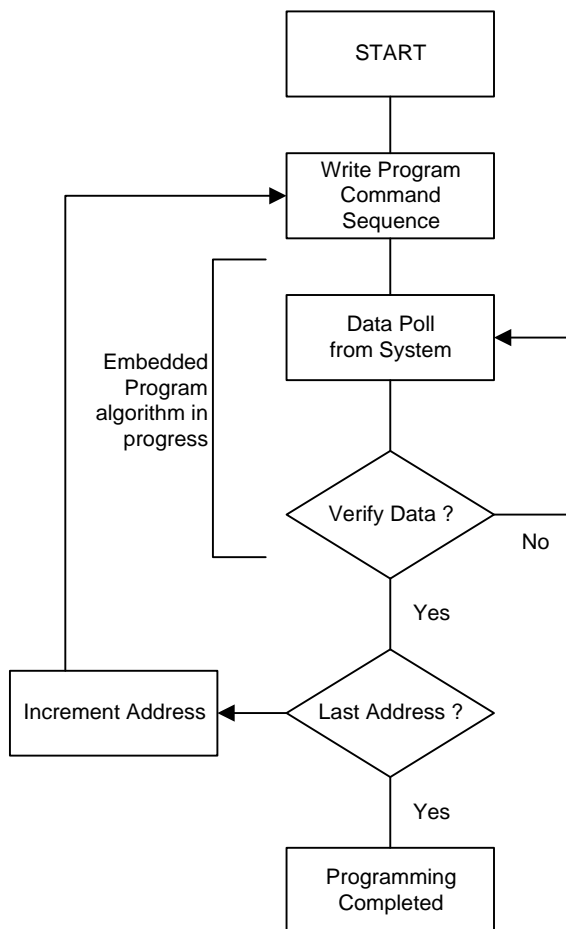 START
Write Program
Command
Sequence
Data Poll
from System
Embedded
Program
algorithm in
progress
Verify Data ?
No
Yes
Increment Address
Last Address ?
Yes
Programming
Completed